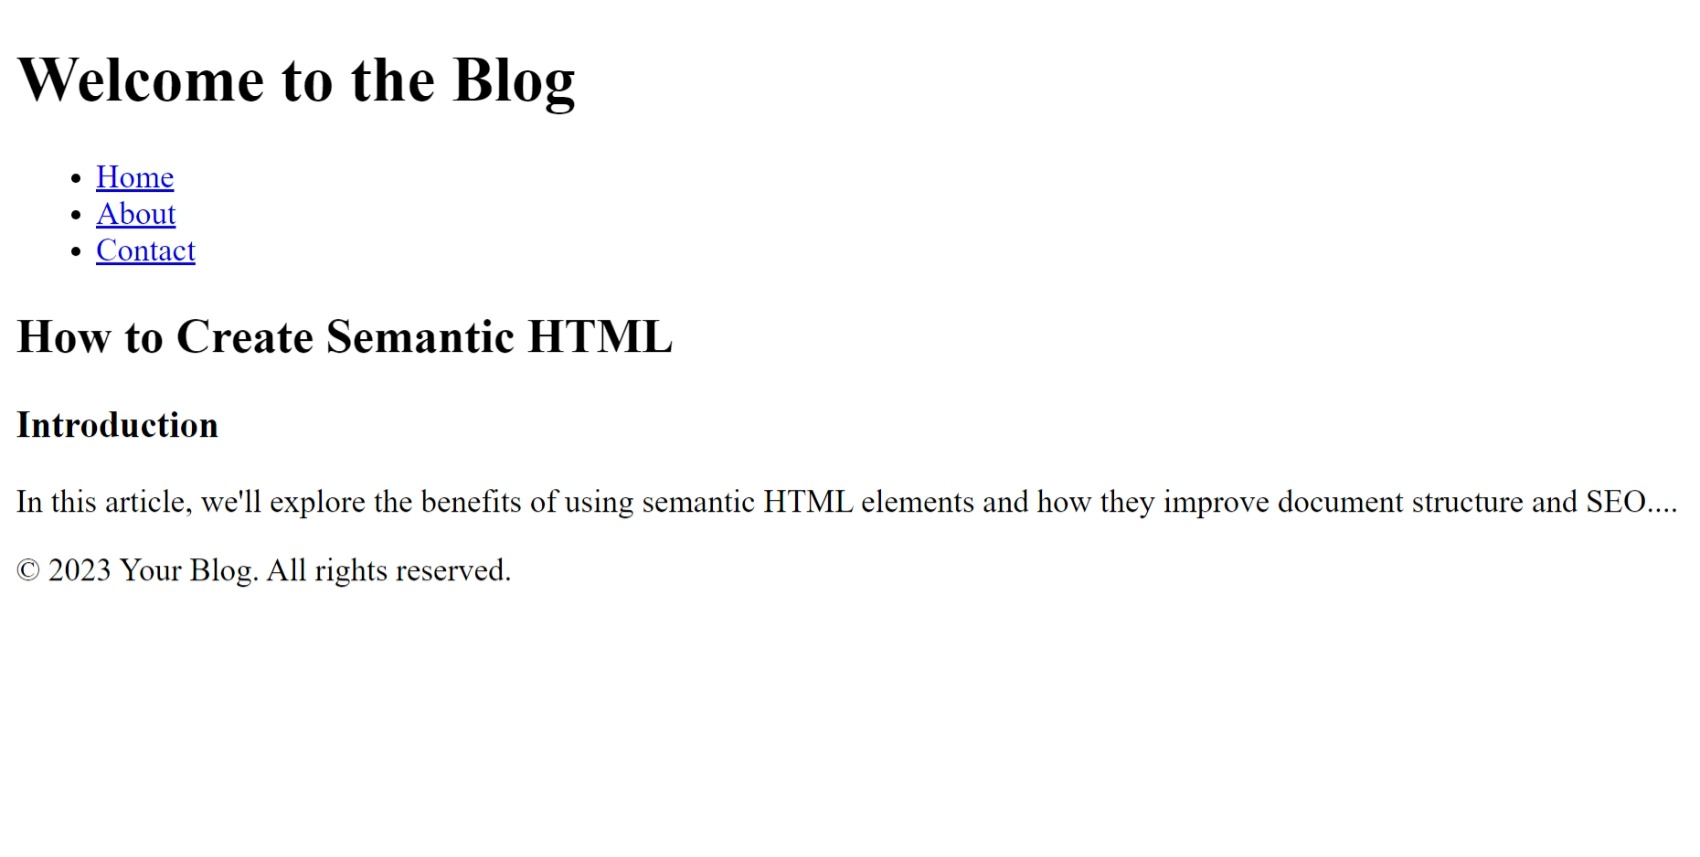 Welcome to the Blog
Home
About
Contact
How to Create Semantic HTML
Introduction
In this article, we'll explore the benefits of using semantic HTML elements and how they improve document structure and SEO....
© 2023 Your Blog. All rights reserved.